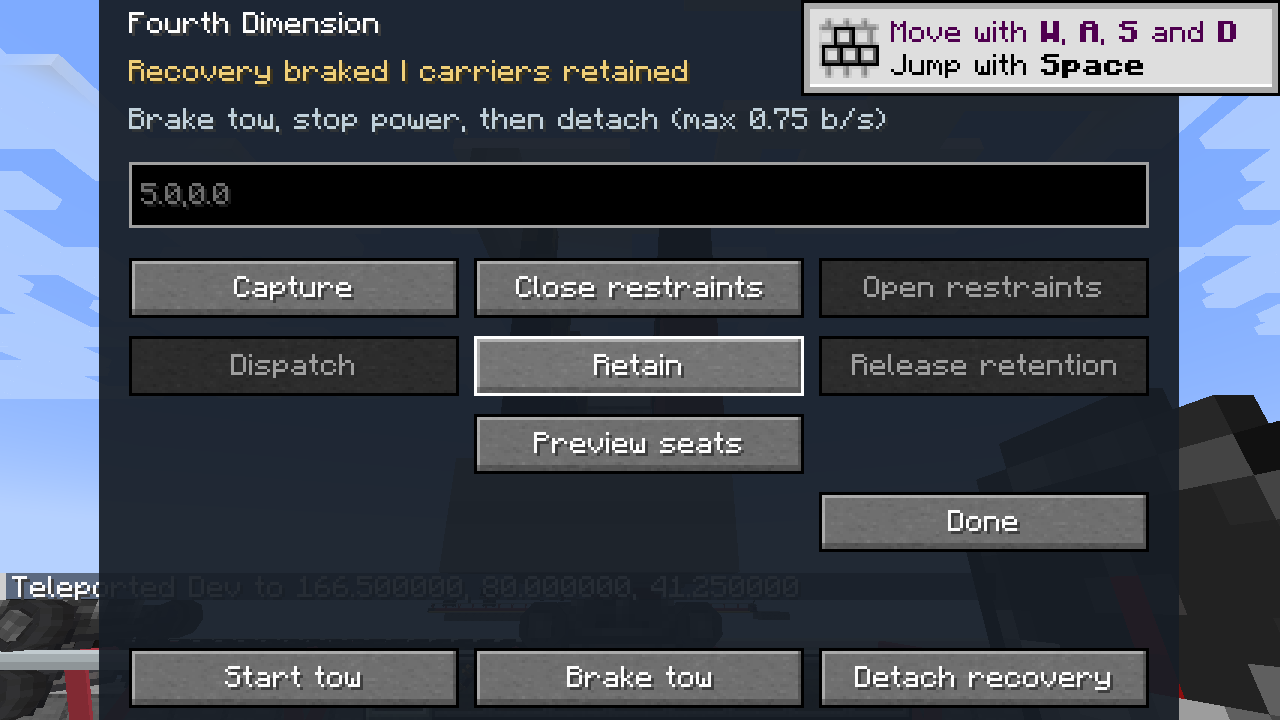 Fourth Dimension
Recovery braked | carriers retained
Brake tow, stop power, then detach (max 0.75 b/s)
Move with W, A, S and D
Jump with Space
5.0,0.0
Capture
Close restraints
Open restraints
Dispatch
Retain
Release retention
Preview seats
Done
Teleported Dev to 166.500000, 80.000000, 41.250000
Start tow
Brake tow
Detach recovery